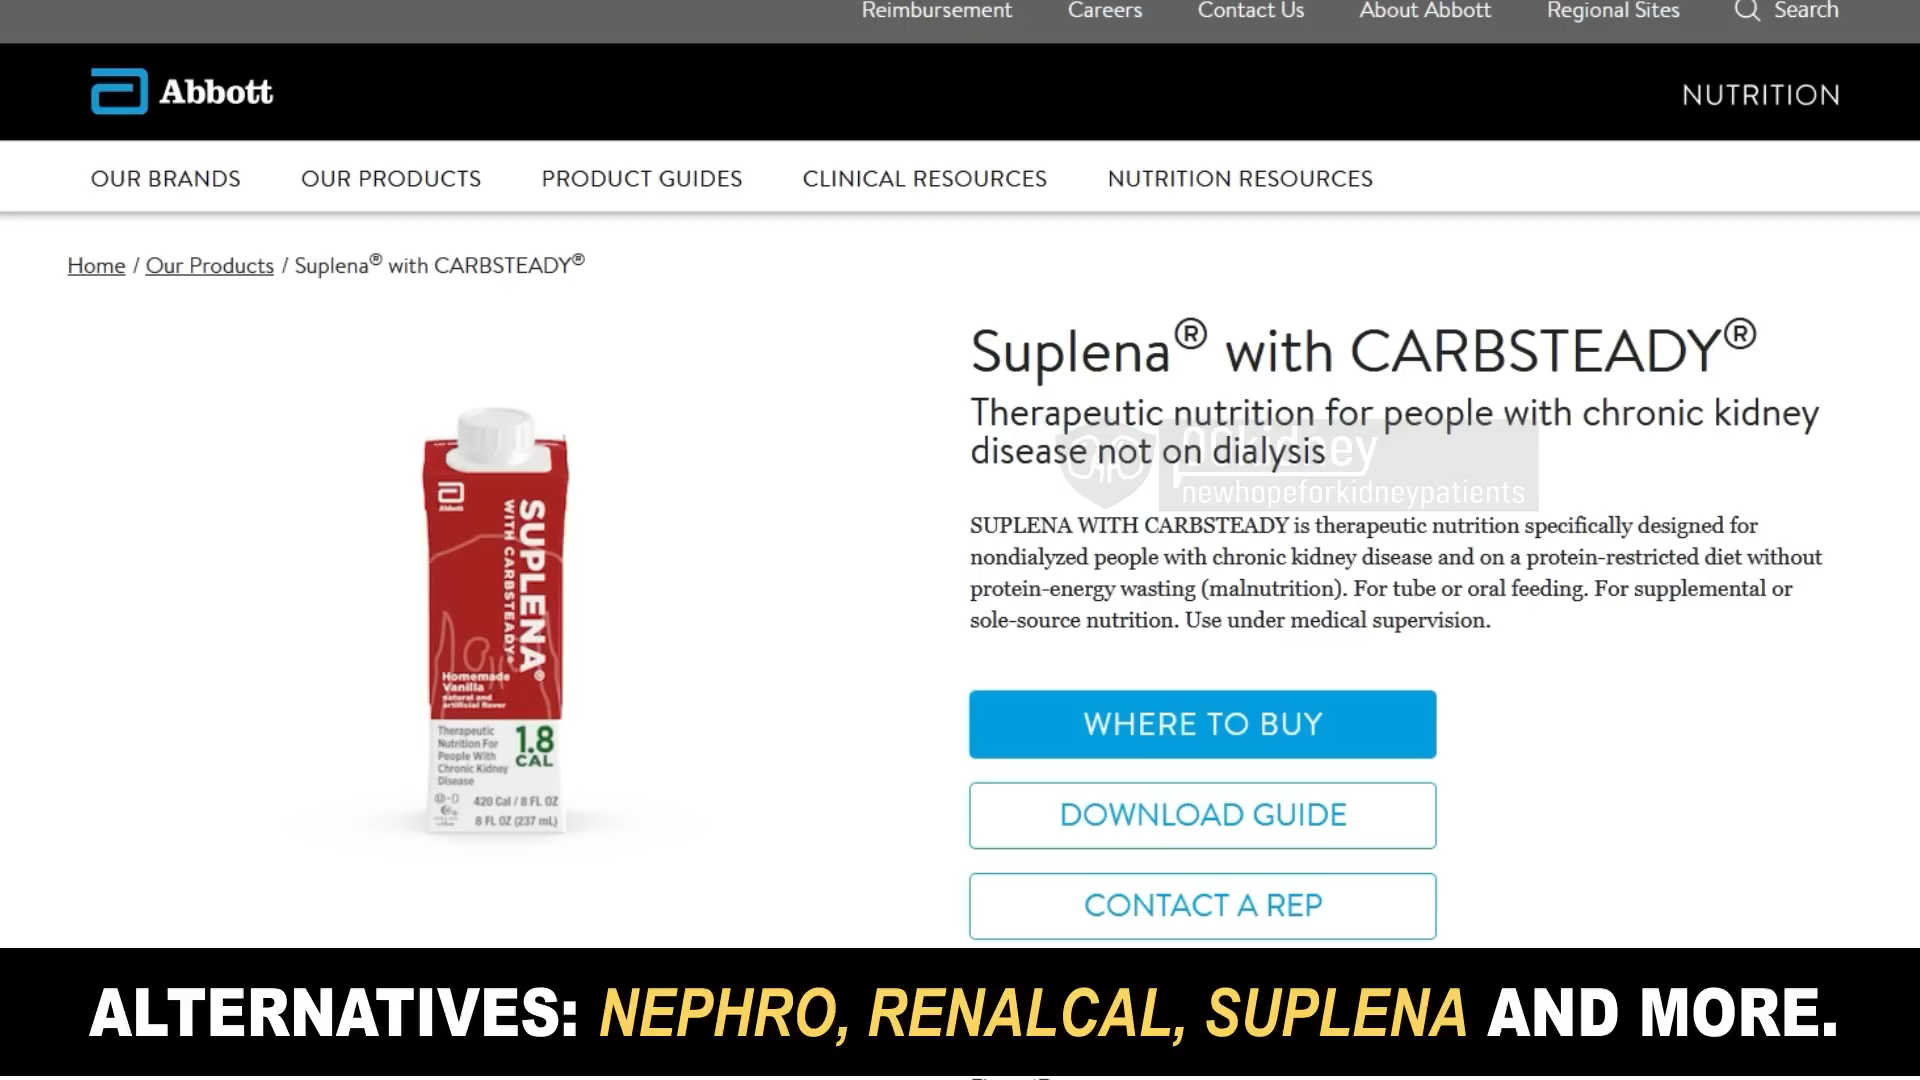 Reimbursement Careers Contact Us About Abbott Regional Sites Search
Abbott
NUTRITION
OUR BRANDS OUR PRODUCTS PRODUCT GUIDES CLINICAL RESOURCES NUTRITION RESOURCES
Home / Our Products / Suplena® with CARBSTEADY®
Suplena® with CARBSTEADY®
Therapeutic nutrition for people with chronic kidney
disease not on dialysis
newhopeforkidneypatients
SUPLENA WITH CARBSTEADY is therapeutic nutrition specifically designed for
nondialyzed people with chronic kidney disease and on a protein-restricted diet without
protein-energy wasting (malnutrition). For tube or oral feeding. For supplemental or
sole-source nutrition. Use under medical supervision.
Abbott
SUPLENA®
WITH CARBSTEADY®
Homemade
Vanilla
natural and
artificial flavor
Therapeutic
Nutrition For
People With
Chronic Kidney
Disease
1.8
CAL
420 Cal / 8 FL OZ
8 FL OZ (237 mL)
WHERE TO BUY
DOWNLOAD GUIDE
CONTACT A REP
ALTERNATIVES: NEPHRO, RENALCAL, SUPLENA AND MORE.